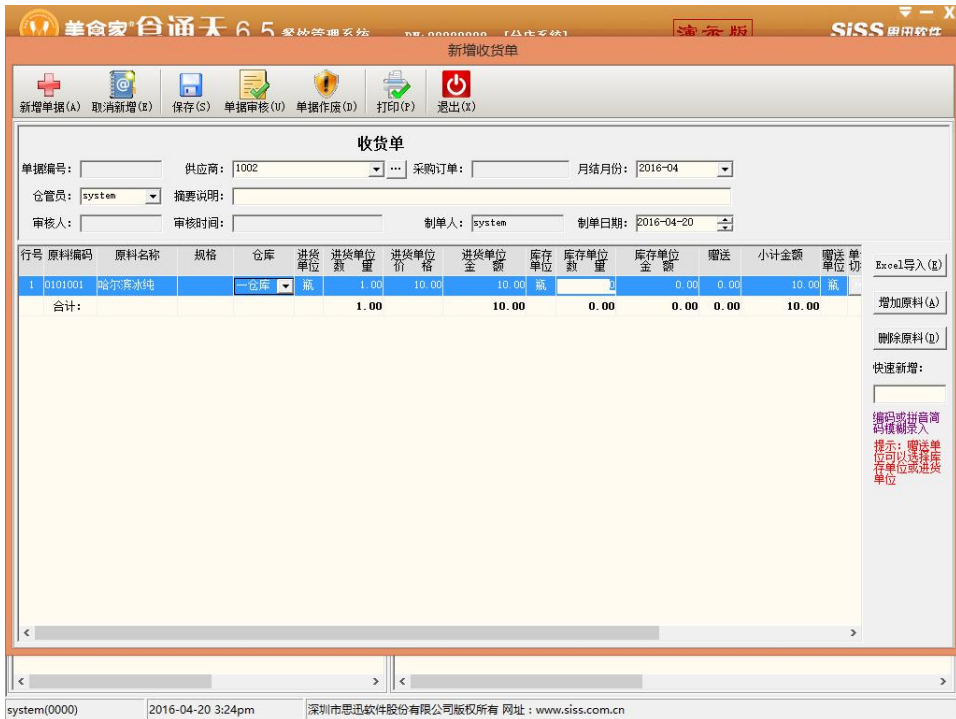 美食家 食通天 6.5 餐饮管理系统 [分店系统] 演示版 SiSS 思迅软件
新增收货单
新增单据(A) 取消新增(E) 保存(S) 单据审核(U) 单据作废(D) 打印(P) 退出(X)
收货单
单据编号: 供应商: 1002 采购订单: 月结月份: 2016-04
仓管员: system 摘要说明:
审核人: 审核时间: 制单人: system 制单日期: 2016-04-20
行号 原料编码 原料名称 规格 仓库 进货单位 进货单位数量 进货单位价格 进货单位金额 库存单位 库存单位数量 库存单位金额 赠送 小计金额 赠送单位 单切
1 0101001 哈尔滨冰纯 一仓库 瓶 1.00 10.00 10.00 瓶 0 0.00 0.00 10.00 瓶
合计: 1.00 10.00 0.00 0.00 0.00 10.00
Excel导入(E)
增加原料(A)
删除原料(D)
快速新增:
编码或拼音简
码模糊录入
提示: 赠送单
位可以选择库
存单位或进货
单位
system(0000) 2016-04-20 3:24pm 深圳市思迅软件股份有限公司版权所有 网址:www.siss.com.cn